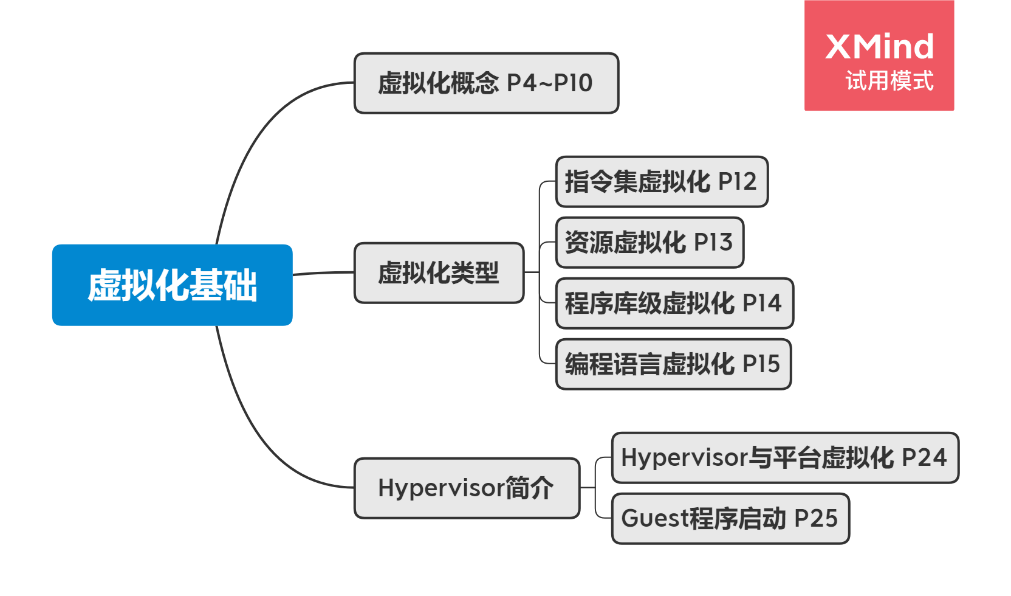 XMind
试用模式
虚拟化概念 P4~P10
指令集虚拟化 P12
资源虚拟化 P13
虚拟化类型
虚拟化基础
程序库级虚拟化 P14
编程语言虚拟化 P15
Hypervisor与平台虚拟化 P24
Hypervisor简介
Guest程序启动 P25